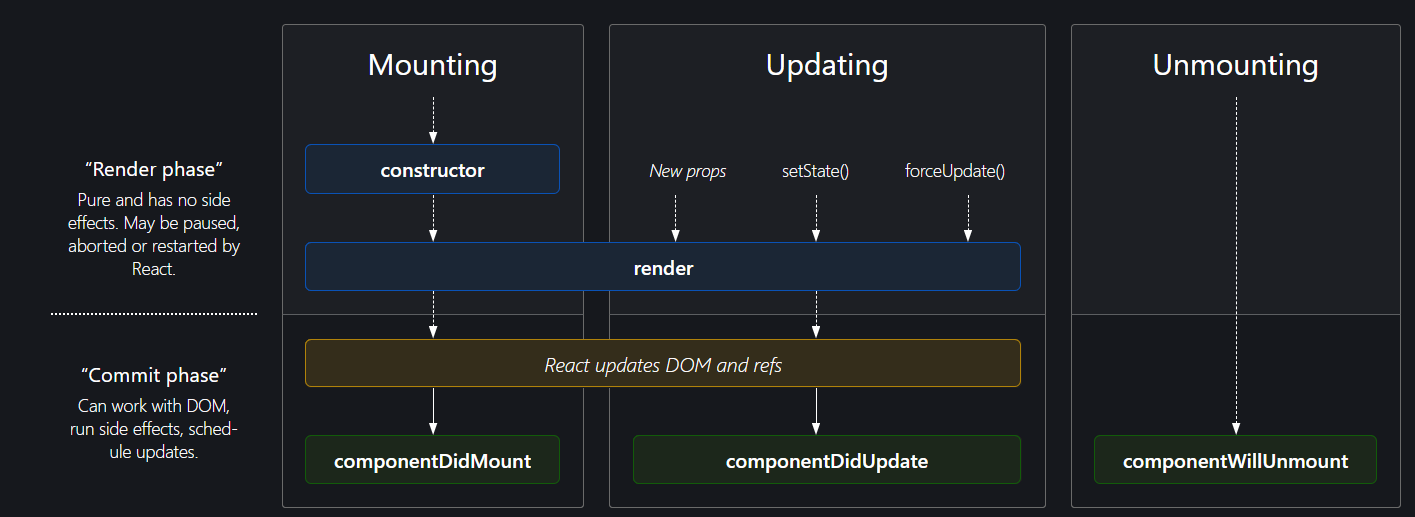 Mounting
Updating
Unmounting
“Render phase”
Pure and has no side
effects. May be paused,
aborted or restarted by
React.
constructor
New props
setState()
forceUpdate()
render
“Commit phase”
Can work with DOM,
run side effects, sched-
ule updates.
React updates DOM and refs
componentDidMount
componentDidUpdate
componentWillUnmount